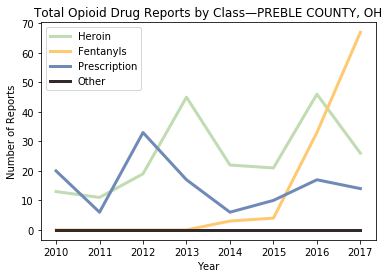 Total Opioid Drug Reports by Class—PREBLE COUNTY, OH
70
60
50
40
30
20
10
0
Number of Reports
Heroin
Fentanyls
Prescription
Other
2010 2011 2012 2013 2014 2015 2016 2017
Year